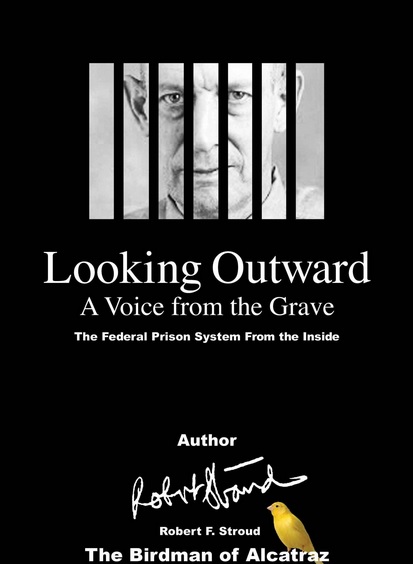 Looking Outward
A Voice from the Grave
The Federal Prison System From the Inside
Author
Robert Stroud
Robert F. Stroud
The Birdman of Alcatraz